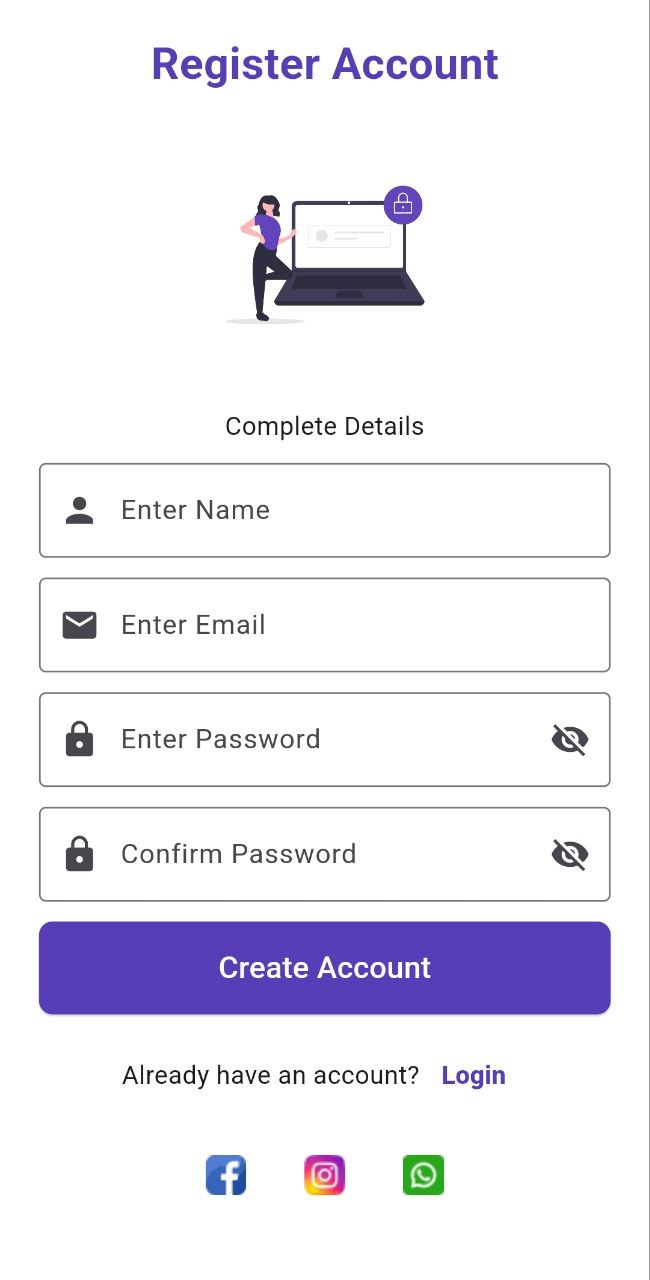 Register Account
Complete Details
Enter Name
Enter Email
Enter Password
Confirm Password
Create Account
Already have an account? Login